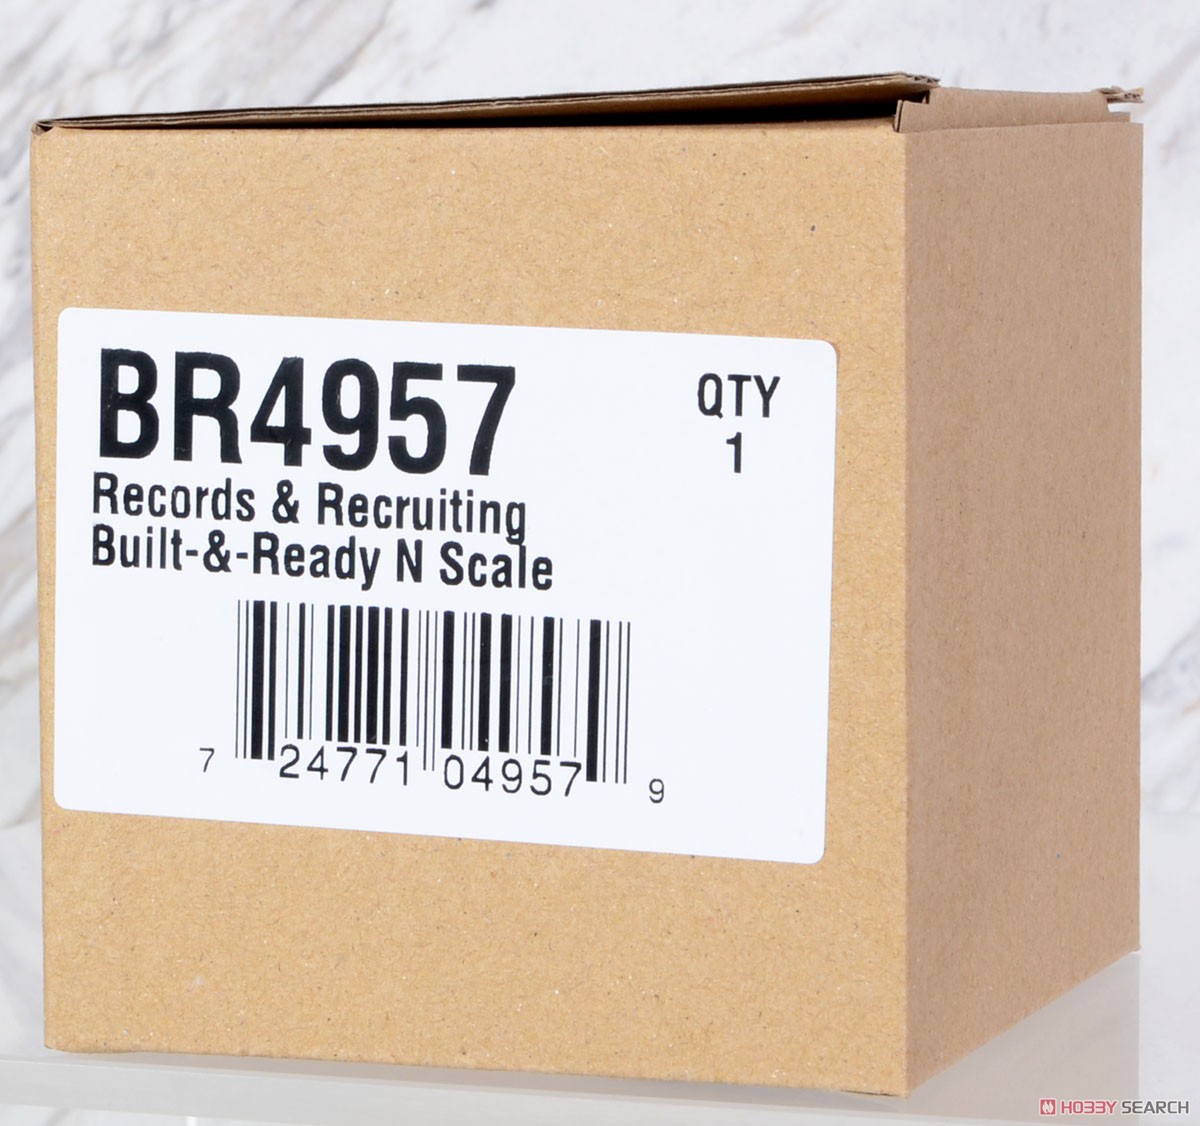 BR4957
QTY
1
Records & Recruiting
Built-&-Ready N Scale
7 24771 04957 9
HOBBY SEARCH